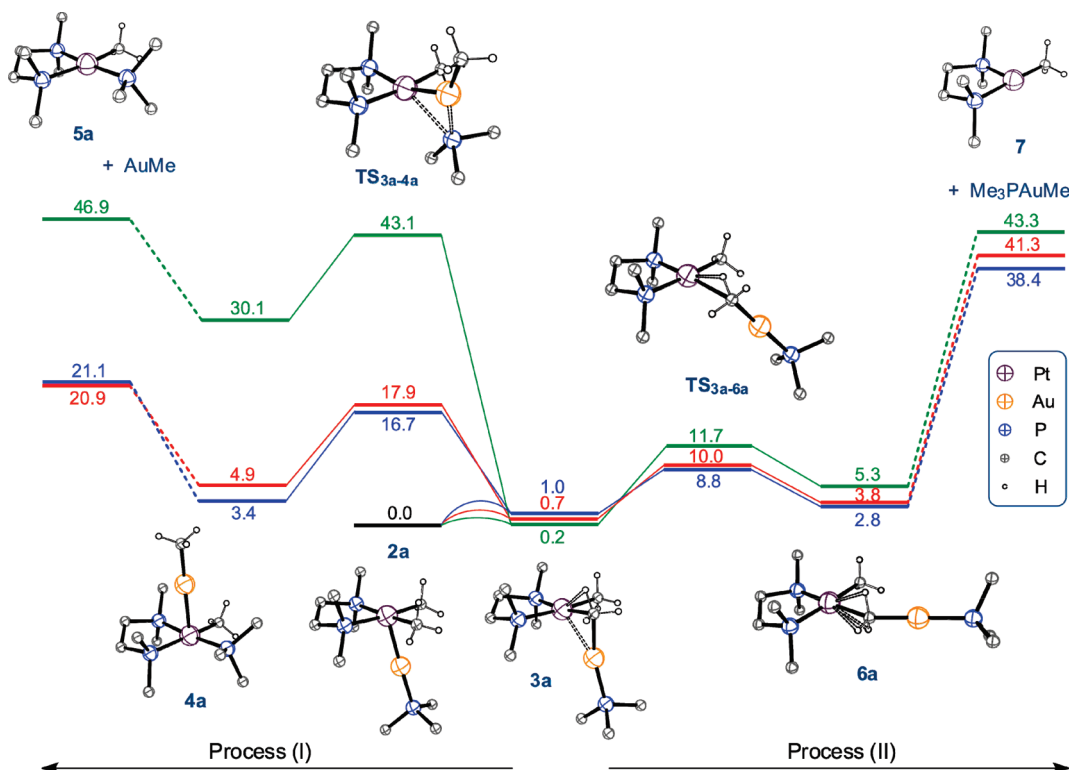 5a
+ AuMe
TS3a-4a
7
+ Me3PAuMe
46.9
43.1
43.3
41.3
38.4
30.1
TS3a-6a
21.1
20.9
17.9
16.7
11.7
10.0
8.8
4.9
3.4
0.0
1.0
0.7
0.2
5.3
3.8
2.8
2a
4a
3a
6a
Pt
Au
P
C
H
Process (I)
Process (II)